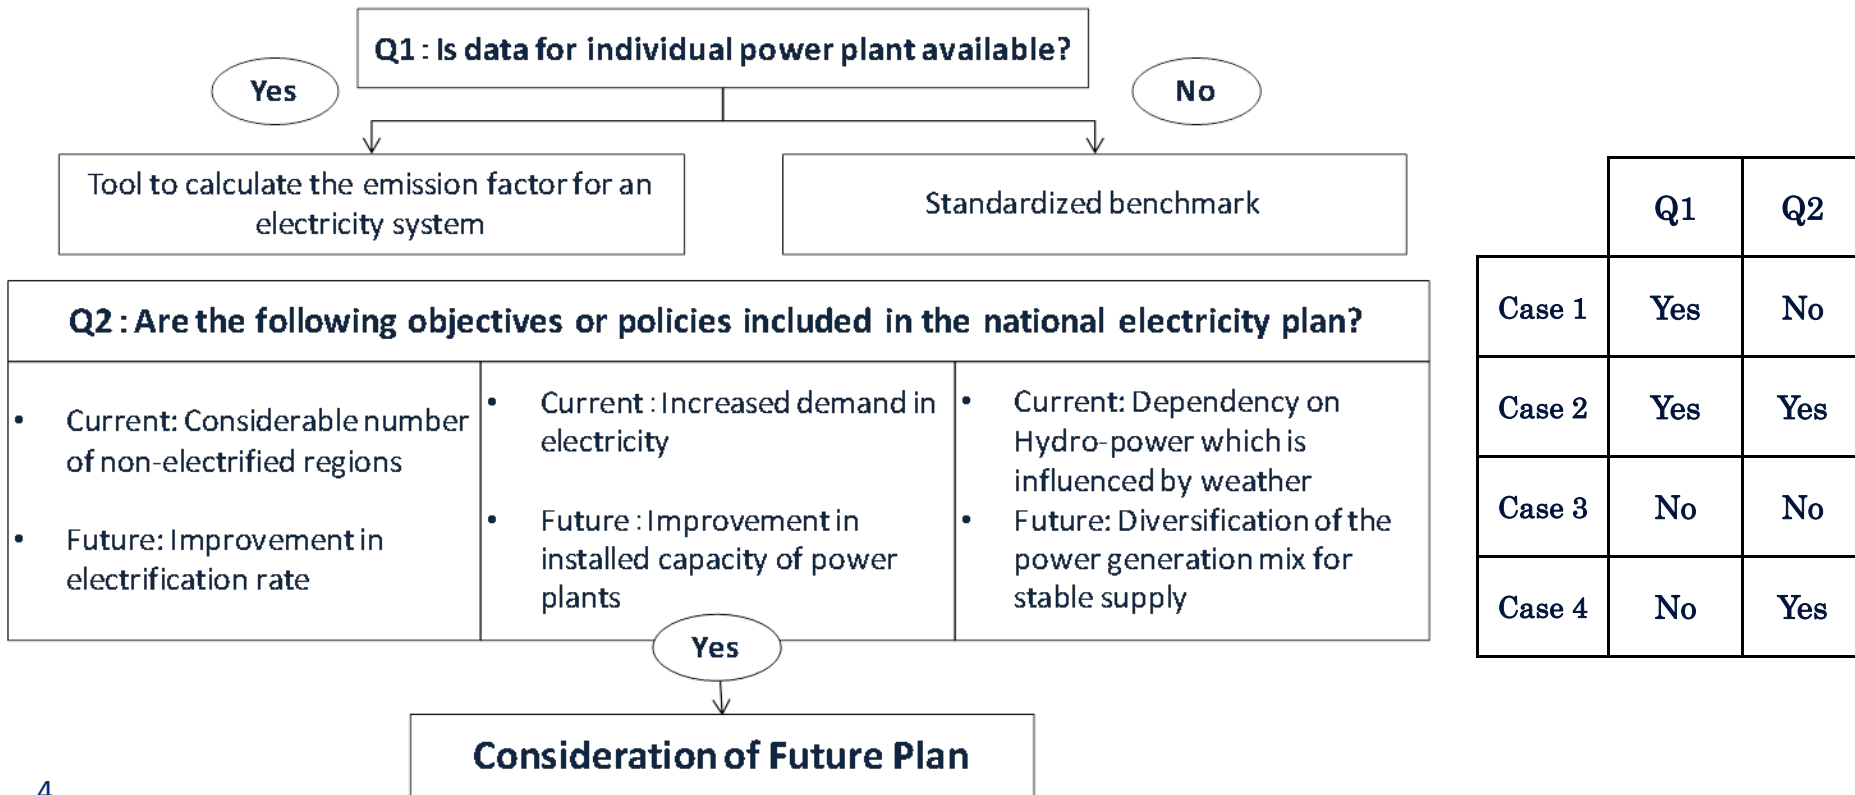 Q1 : Is data for individual power plant available?
Yes
No
Tool to calculate the emission factor for an
electricity system
Standardized benchmark
Q2 : Are the following objectives or policies included in the national electricity plan?
• Current: Considerable number
of non-electrified regions
• Future: Improvement in
electrification rate
• Current : Increased demand in
electricity
• Future : Improvement in
installed capacity of power
plants
• Current: Dependency on
Hydro-power which is
influenced by weather
• Future: Diversification of the
power generation mix for
stable supply
Yes
Consideration of Future Plan
Q1 Q2
Case 1 Yes No
Case 2 Yes Yes
Case 3 No No
Case 4 No Yes
4